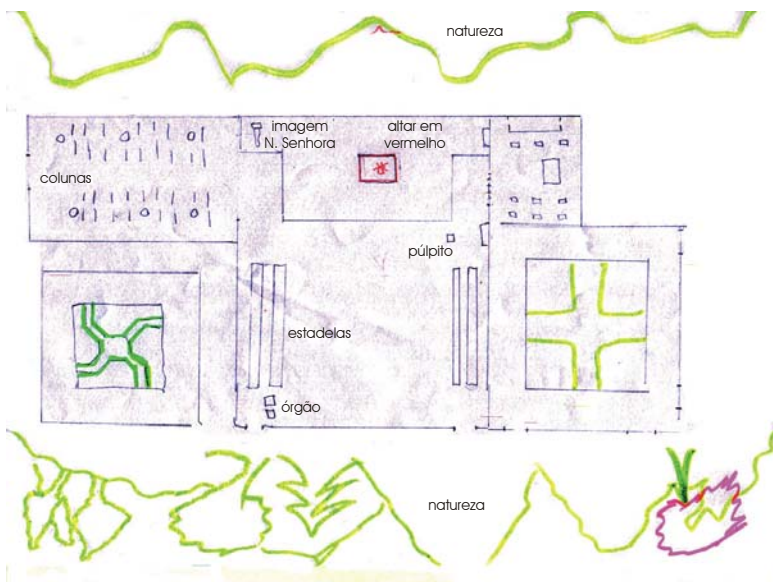 natureza
imagem
N. Senhora
altar em
vermelho
colunas
púlpito
estadelas
órgão
natureza